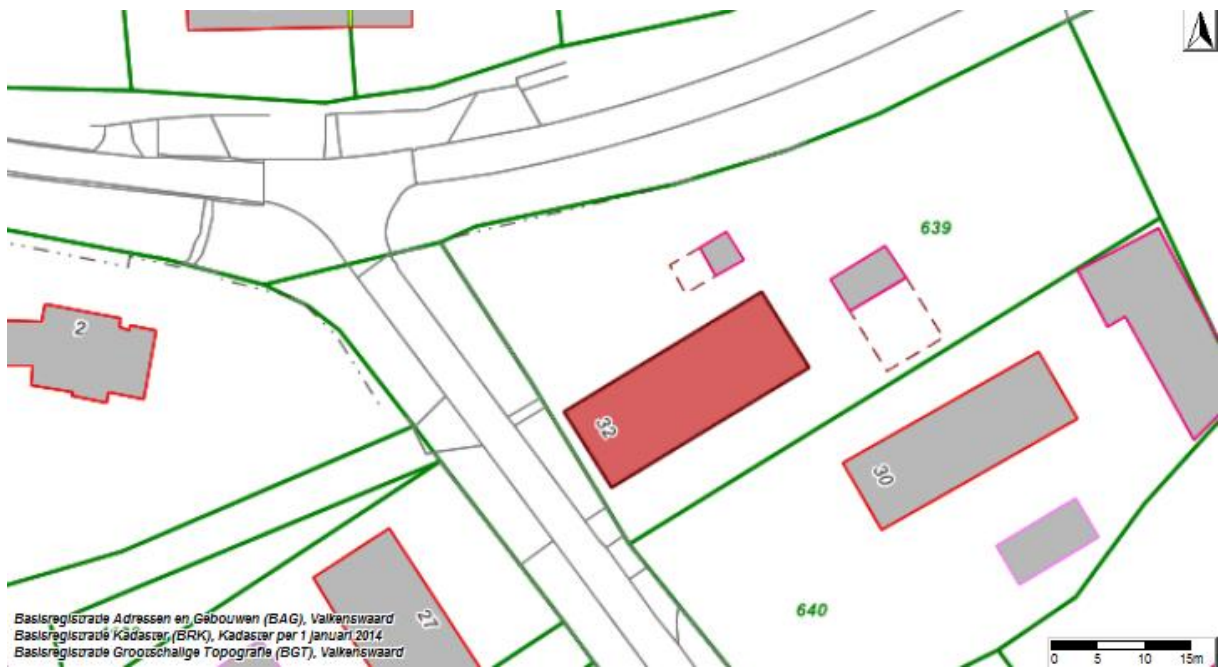 639
2
32
30
27
640
Basisregistratie Adressen en Gebouwen (BAG), Valkenswaard
Basisregistratie Kadaster (BRK), Kadaster per 1 januari 2014
Basisregistratie Grootschalige Topografie (BGT), Valkenswaard
0 5 10 15m